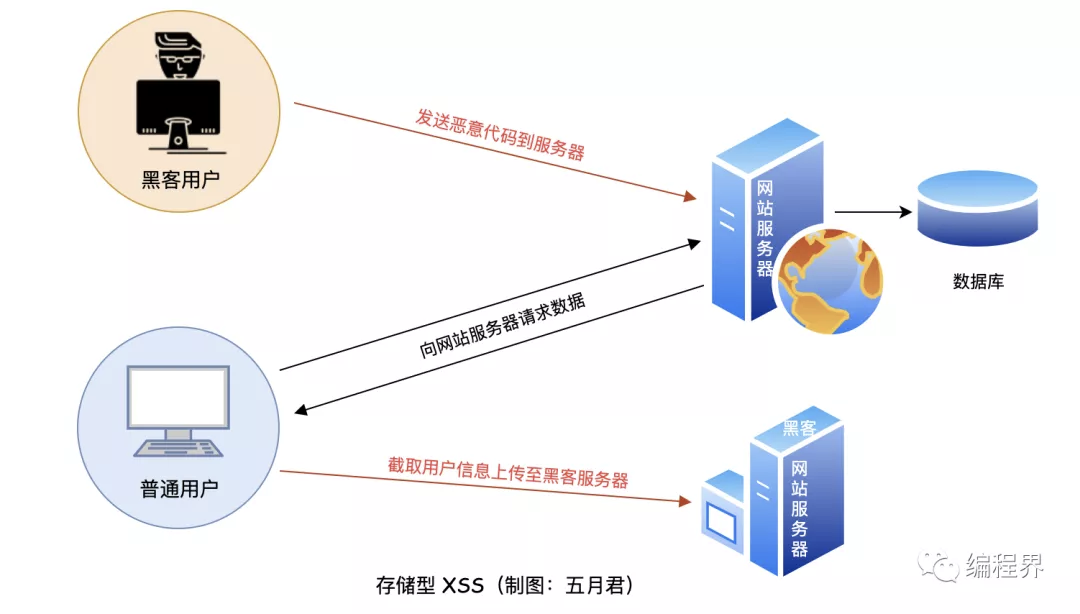 发送恶意代码到服务器
黑客用户
网站服务器
数据库
向网站服务器请求数据
普通用户
截取用户信息上传至黑客服务器
黑客
网站服务器
存储型 XSS（制图：五月君）
编程界